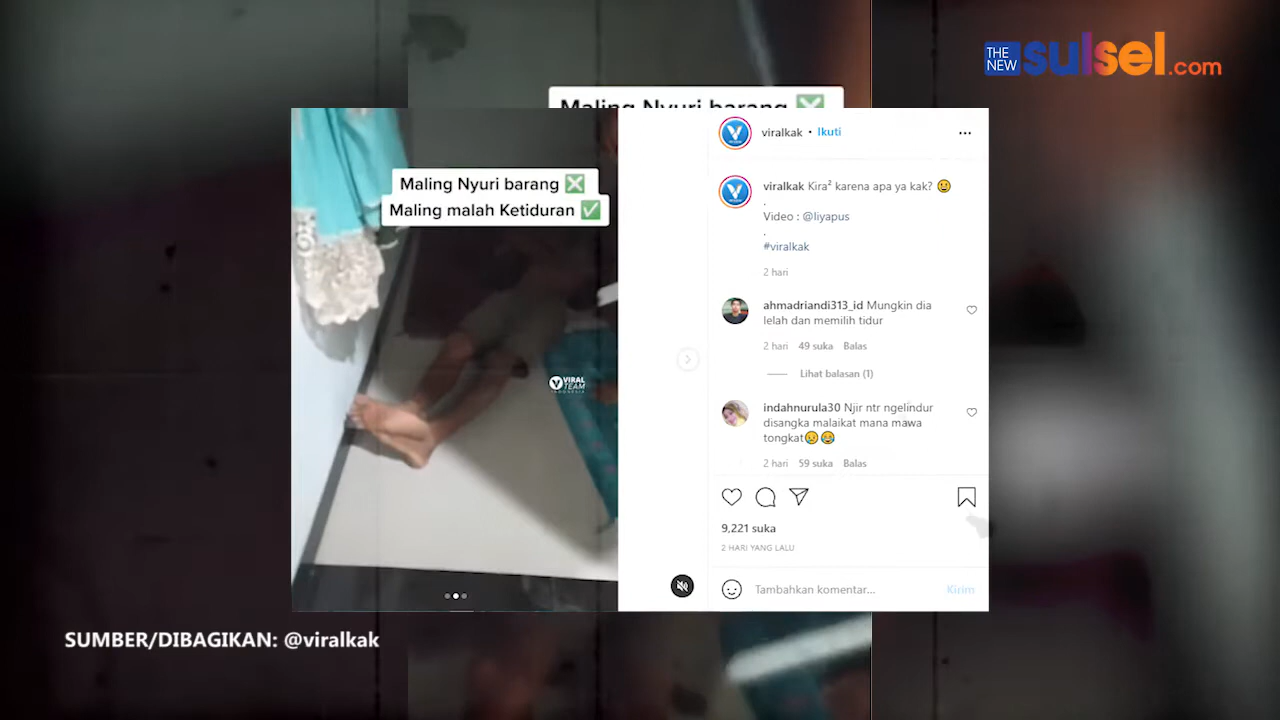 THE NEW sulsel.com
Maling Nyuri barang ❎
Maling Nyuri barang ❎
Maling malah Ketiduran ✅
VIRAL
TEAM
INDONESIA
viralkak • Ikuti
viralkak Kira² karena apa ya kak? 😃
.
Video : @liyapus
.
#viralkak
2 hari
ahmadriandi313_id Mungkin dia
lelah dan memilih tidur
2 hari 49 suka Balas
Lihat balasan (1)
indahnurula30 Njir ntr ngelindur
disangka malaikat mana mawa
tongkat😥😂
2 hari 59 suka Balas
9,221 suka
2 HARI YANG LALU
Tambahkan komentar... Kirim
SUMBER/DIBAGIKAN: @viralkak